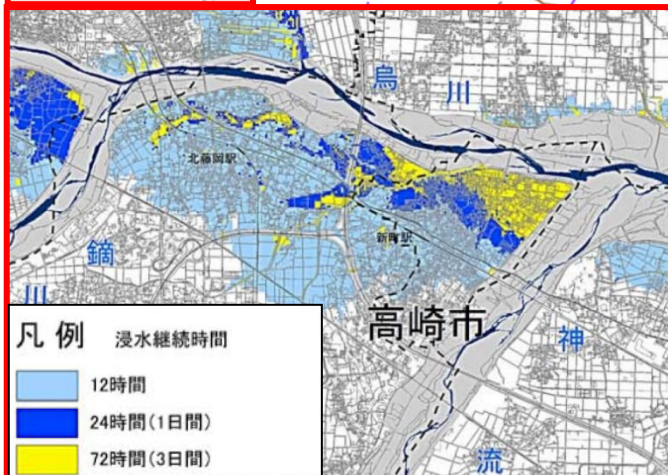 烏川
北藤岡駅
新町駅
鏑川
高崎市
神流
凡例 浸水継続時間
12時間
24時間(1日間)
72時間(3日間)